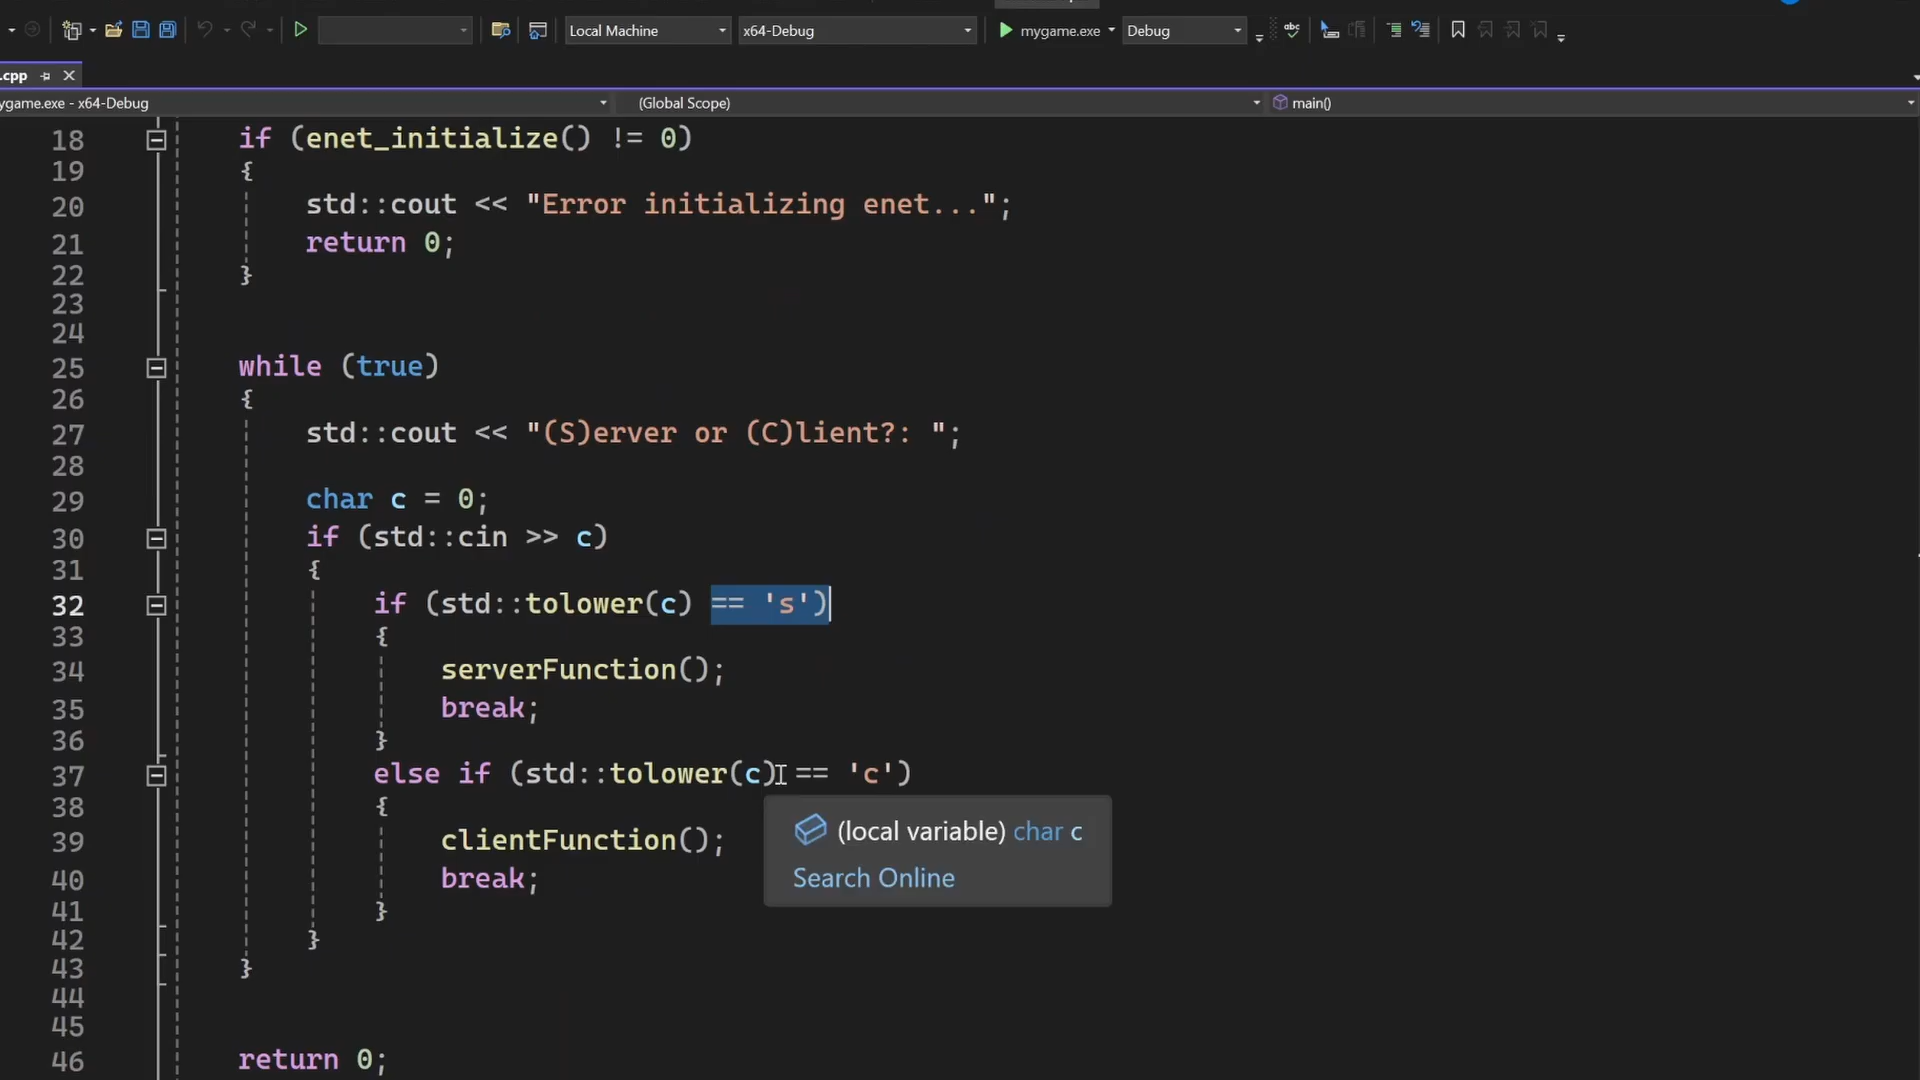 Local Machine x64-Debug mygame.exe Debug abc
.cpp
ygame.exe - x64-Debug (Global Scope) main()
18 if (enet_initialize() != 0)
19 {
20 std::cout << "Error initializing enet...";
21 return 0;
22 }
23
24
25 while (true)
26 {
27 std::cout << "(S)erver or (C)lient?: ";
28
29 char c = 0;
30 if (std::cin >> c)
31 {
32 if (std::tolower(c) == 's')
33 {
34 serverFunction();
35 break;
36 }
37 else if (std::tolower(c) == 'c')
38 {
39 clientFunction();
40 break;
41 }
42 }
43 }
44
45
46 return 0;
(local variable) char c
Search Online